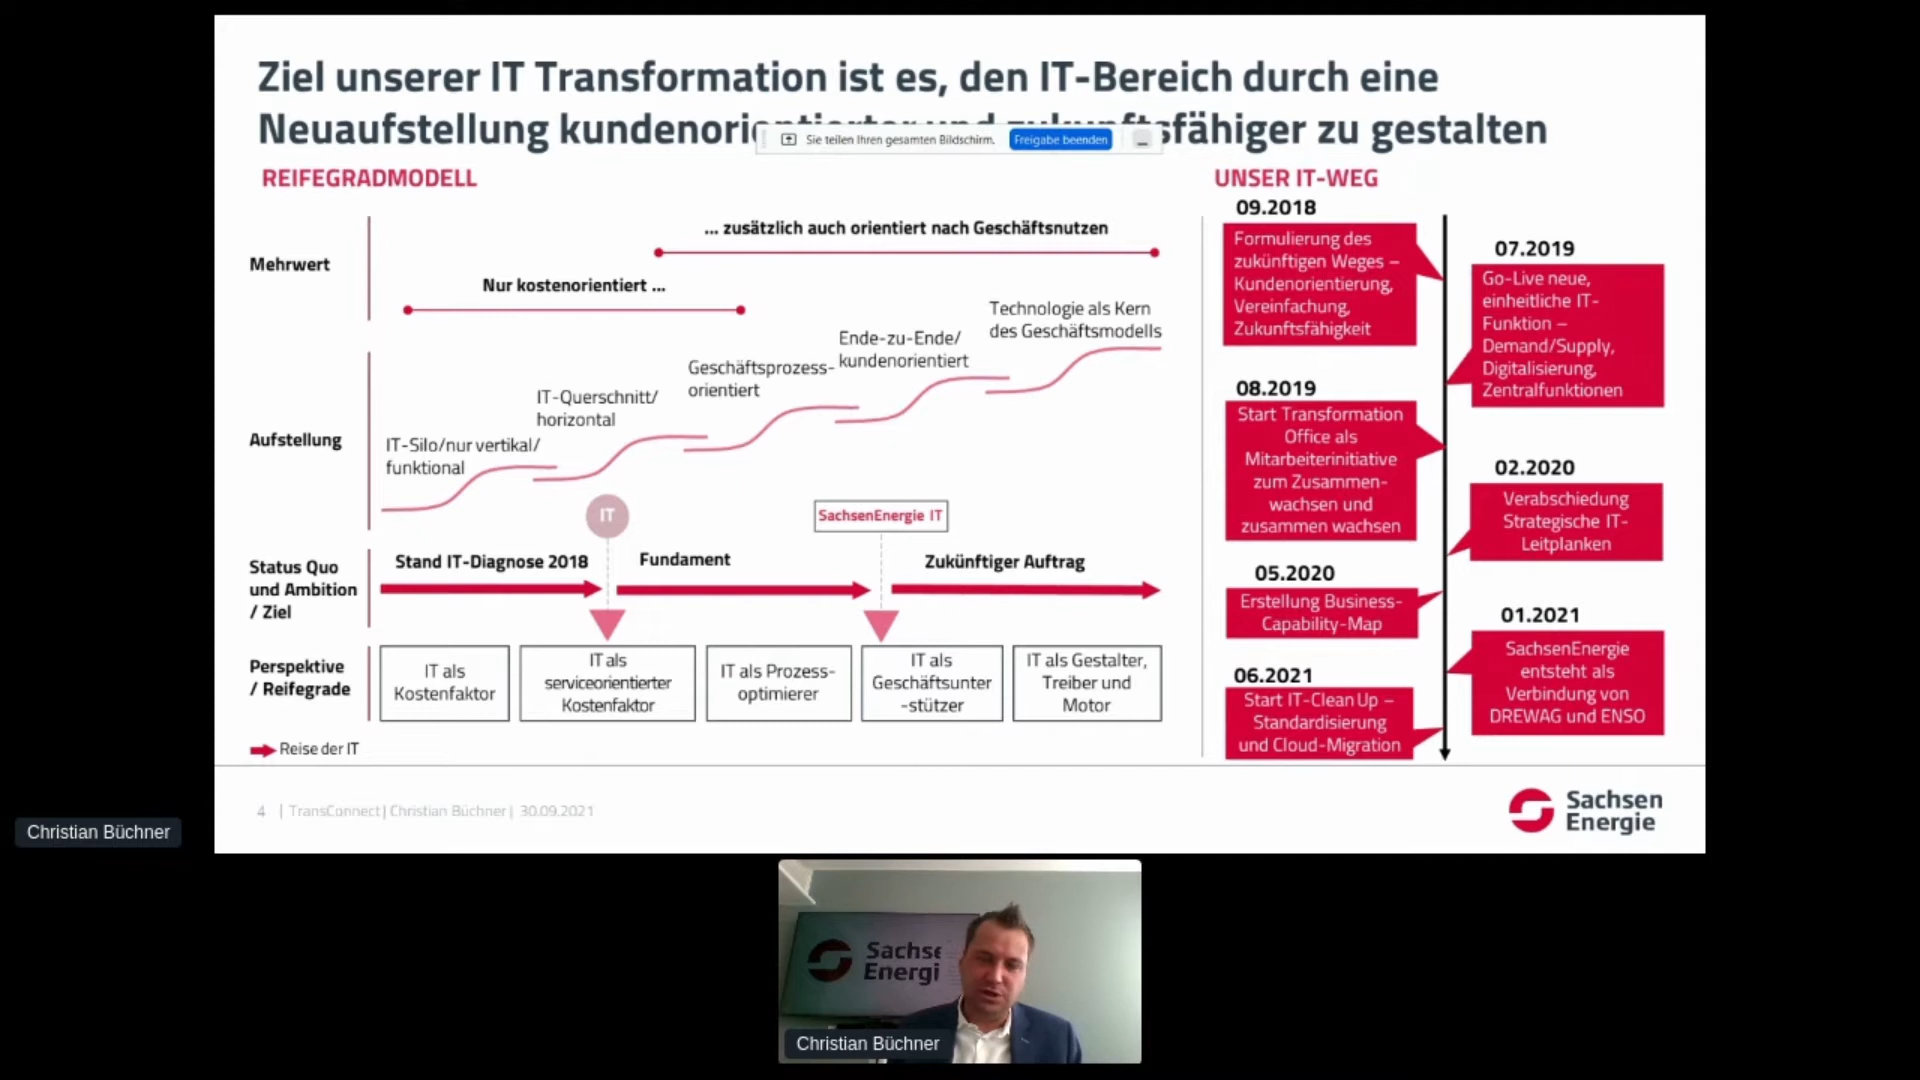 Ziel unserer IT Transformation ist es, den IT-Bereich durch eine
Neuaufstellung kundenorientierter und zukunftsfähiger zu gestalten
Sie teilen Ihren gesamten Bildschirm.
Freigabe beenden
REIFEGRADMODELL
Mehrwert
... zusätzlich auch orientiert nach Geschäftsnutzen
Nur kostenorientiert ...
Aufstellung
IT-Silo/nur vertikal/
funktional
IT-Querschnitt/
horizontal
Geschäftsprozess-
orientiert
Ende-zu-Ende/
kundenorientiert
Technologie als Kern
des Geschäftsmodells
IT
SachsenEnergie IT
Status Quo
und Ambition
/ Ziel
Stand IT-Diagnose 2018
Fundament
Zukünftiger Auftrag
Perspektive
/ Reifegrade
IT als
Kostenfaktor
IT als
serviceorientierter
Kostenfaktor
IT als Prozess-
optimierer
IT als
Geschäftsunter
-stützer
IT als Gestalter,
Treiber und
Motor
Reise der IT
UNSER IT-WEG
09.2018
Formulierung des
zukünftigen Weges –
Kundenorientierung,
Vereinfachung,
Zukunftsfähigkeit
07.2019
Go-Live neue,
einheitliche IT-
Funktion –
Demand/Supply,
Digitalisierung,
Zentralfunktionen
08.2019
Start Transformation
Office als
Mitarbeiterinitiative
zum Zusammen-
wachsen und
zusammen wachsen
02.2020
Verabschiedung
Strategische IT-
Leitplanken
05.2020
Erstellung Business-
Capability-Map
01.2021
SachsenEnergie
entsteht als
Verbindung von
DREWAG und ENSO
06.2021
Start IT-Clean Up –
Standardisierung
und Cloud-Migration
4 | TransConnect | Christian Büchner | 30.09.2021
Sachsen
Energie
Christian Büchner
Sachse
Energi
Christian Büchner